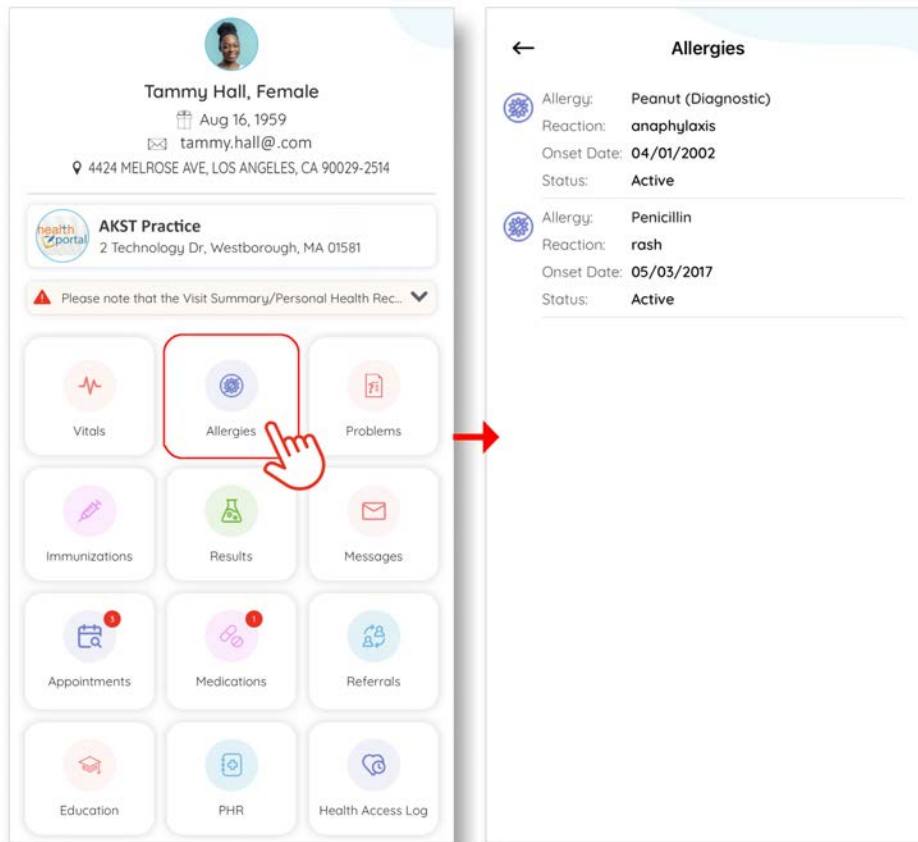 Tammy Hall, Female
Aug 16, 1959
tammy.hall@.com
4424 MELROSE AVE, LOS ANGELES, CA 90029-2514
health
portal
AKST Practice
2 Technology Dr, Westborough, MA 01581
Please note that the Visit Summary/Personal Health Rec...
Vitals
Allergies
Problems
Immunizations
Results
Messages
5
Appointments
1
Medications
Referrals
Education
PHR
Health Access Log
Allergies
Allergy: Peanut (Diagnostic)
Reaction: anaphylaxis
Onset Date: 04/01/2002
Status: Active
Allergy: Penicillin
Reaction: rash
Onset Date: 05/03/2017
Status: Active